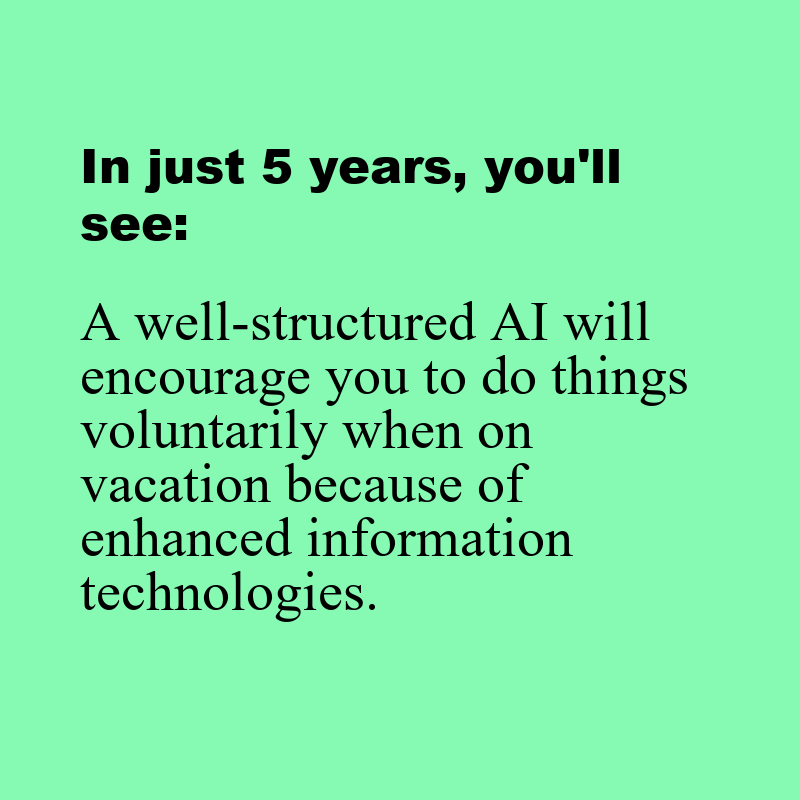 In just 5 years, you'll
see:
A well-structured AI will
encourage you to do things
voluntarily when on
vacation because of
enhanced information
technologies.